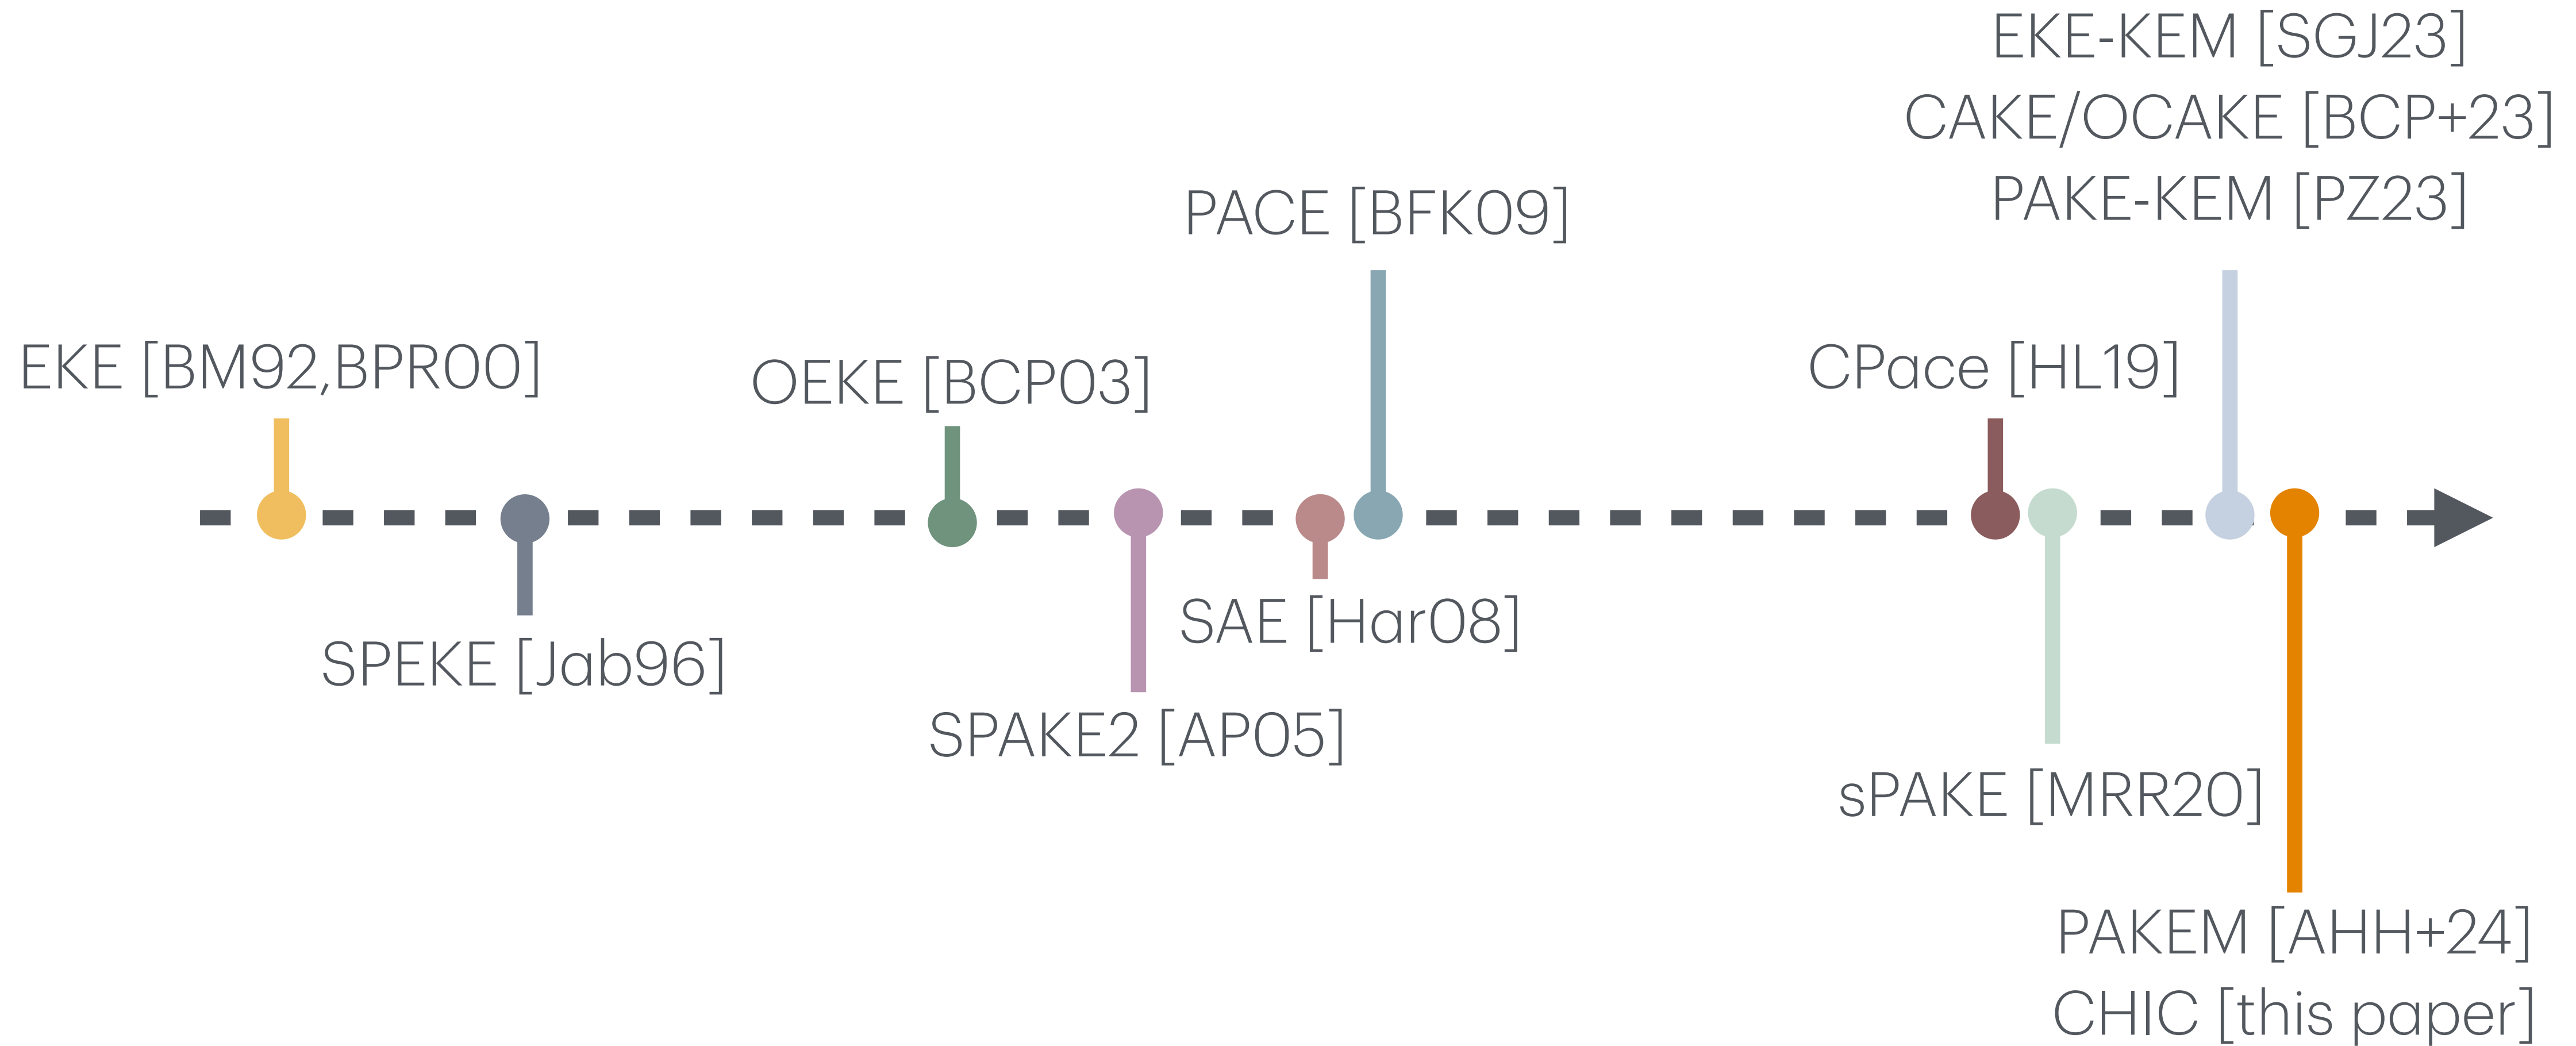 EKE-KEM [SGJ23]
CAKE/OCAKE [BCP+23]
PAKE-KEM [PZ23]
PACE [BFK09]
EKE [BM92,BPR00]
OEKE [BCP03]
CPace [HL19]
SPEKE [Jab96]
SAE [Har08]
SPAKE2 [AP05]
sPAKE [MRR20]
PAKEM [AHH+24]
CHIC [this paper]